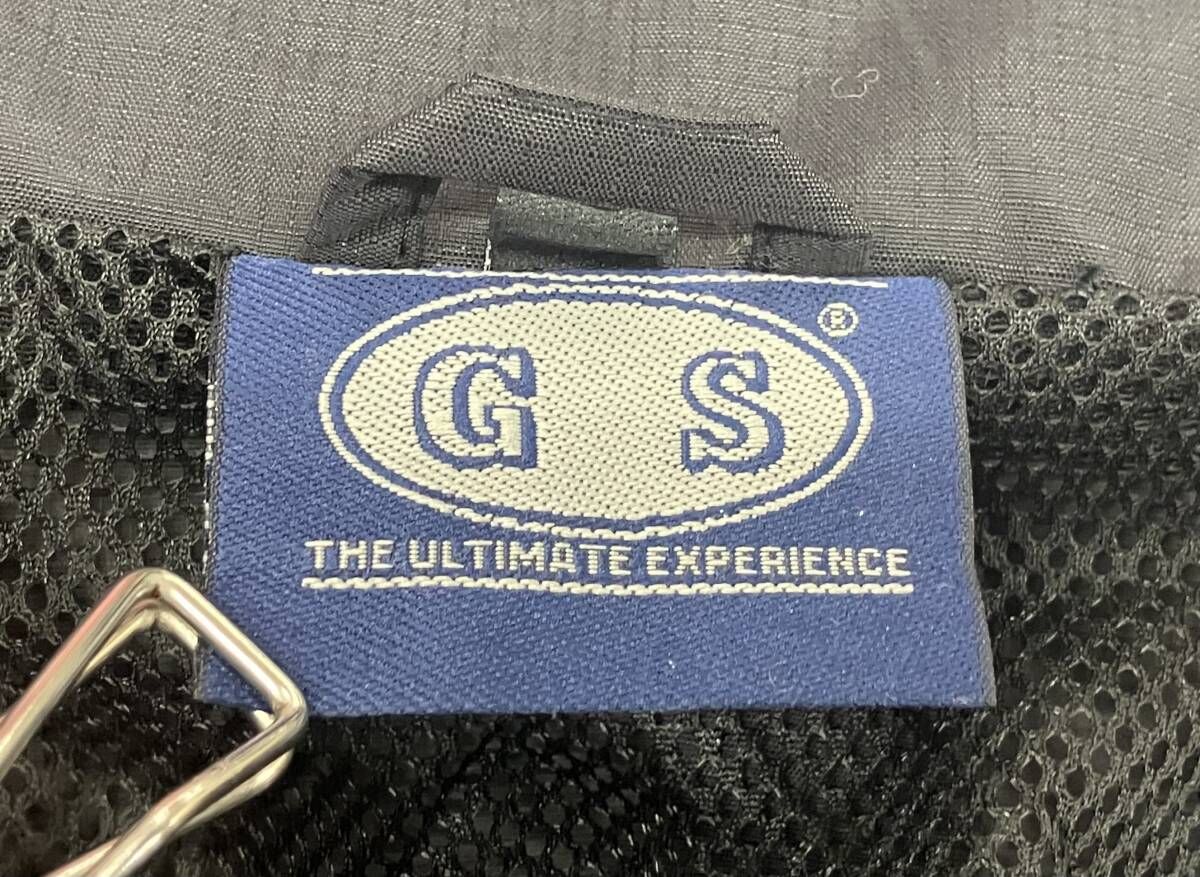 G S ®
THE ULTIMATE EXPERIENCE